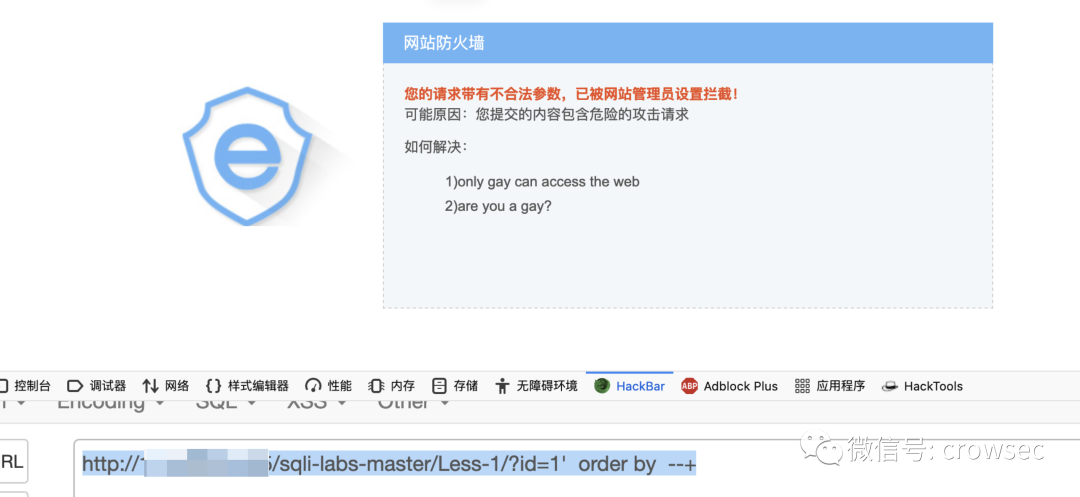 网站防火墙
您的请求带有不合法参数，已被网站管理员设置拦截！
可能原因：您提交的内容包含危险的攻击请求
如何解决：
1)only gay can access the web
2)are you a gay?
控制台 调试器 网络 样式编辑器 性能 内存 存储 无障碍环境 HackBar ABP Adblock Plus 应用程序 HackTools
Encoding SQL XSS Other
RL
http://1 5/sqli-labs-master/Less-1/?id=1'  order by  --+
微信号: crowsec